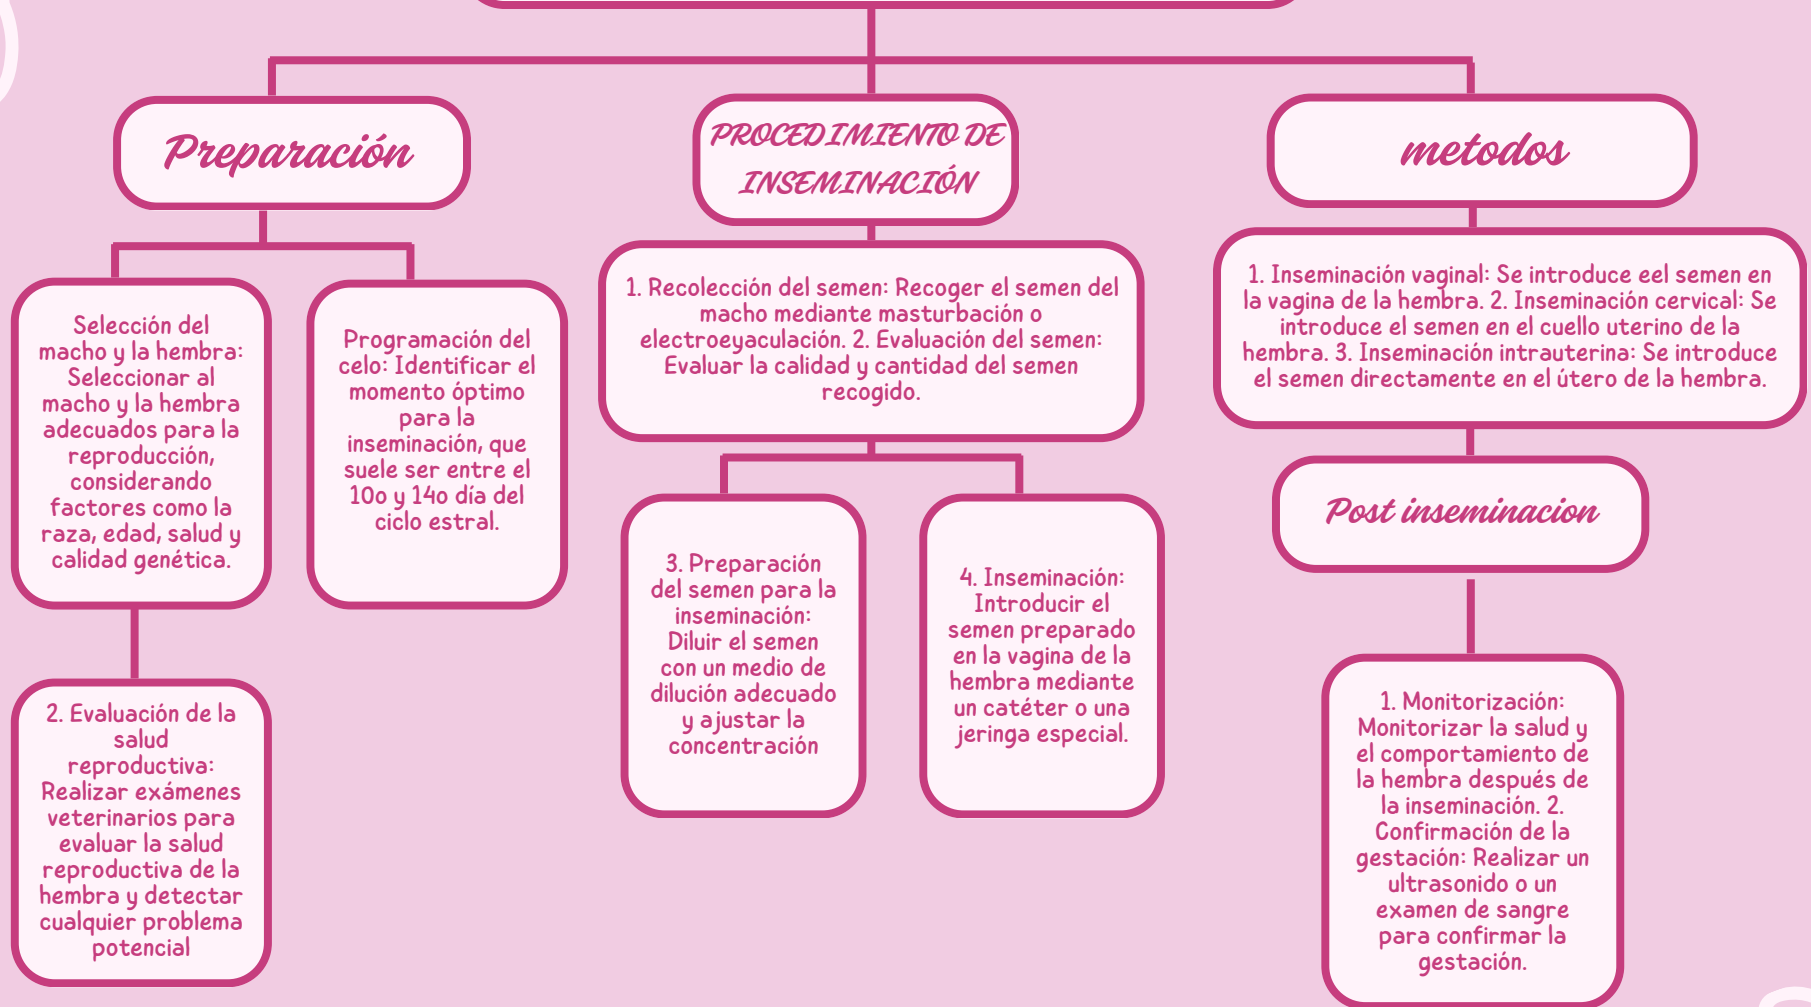 Preparación
Selección del
macho y la hembra:
Seleccionar al
macho y la hembra
adecuados para la
reproducción,
considerando
factores como la
raza, edad, salud y
calidad genética.
Programación del
celo: Identificar el
momento óptimo
para la
inseminación, que
suele ser entre el
10o y 14o día del
ciclo estral.
2. Evaluación de la
salud
reproductiva:
Realizar exámenes
veterinarios para
evaluar la salud
reproductiva de la
hembra y detectar
cualquier problema
potencial
PROCEDIMIENTO DE
INSEMINACIÓN
1. Recolección del semen: Recoger el semen del
macho mediante masturbación o
electroeyaculación. 2. Evaluación del semen:
Evaluar la calidad y cantidad del semen
recogido.
3. Preparación
del semen para la
inseminación:
Diluir el semen
con un medio de
dilución adecuado
y ajustar la
concentración
4. Inseminación:
Introducir el
semen preparado
en la vagina de la
hembra mediante
un catéter o una
jeringa especial.
metodos
1. Inseminación vaginal: Se introduce eel semen en
la vagina de la hembra. 2. Inseminación cervical: Se
introduce el semen en el cuello uterino de la
hembra. 3. Inseminación intrauterina: Se introduce
el semen directamente en el útero de la hembra.
Post inseminacion
1. Monitorización:
Monitorizar la salud y
el comportamiento de
la hembra después de
la inseminación. 2.
Confirmación de la
gestación: Realizar un
ultrasonido o un
examen de sangre
para confirmar la
gestación.